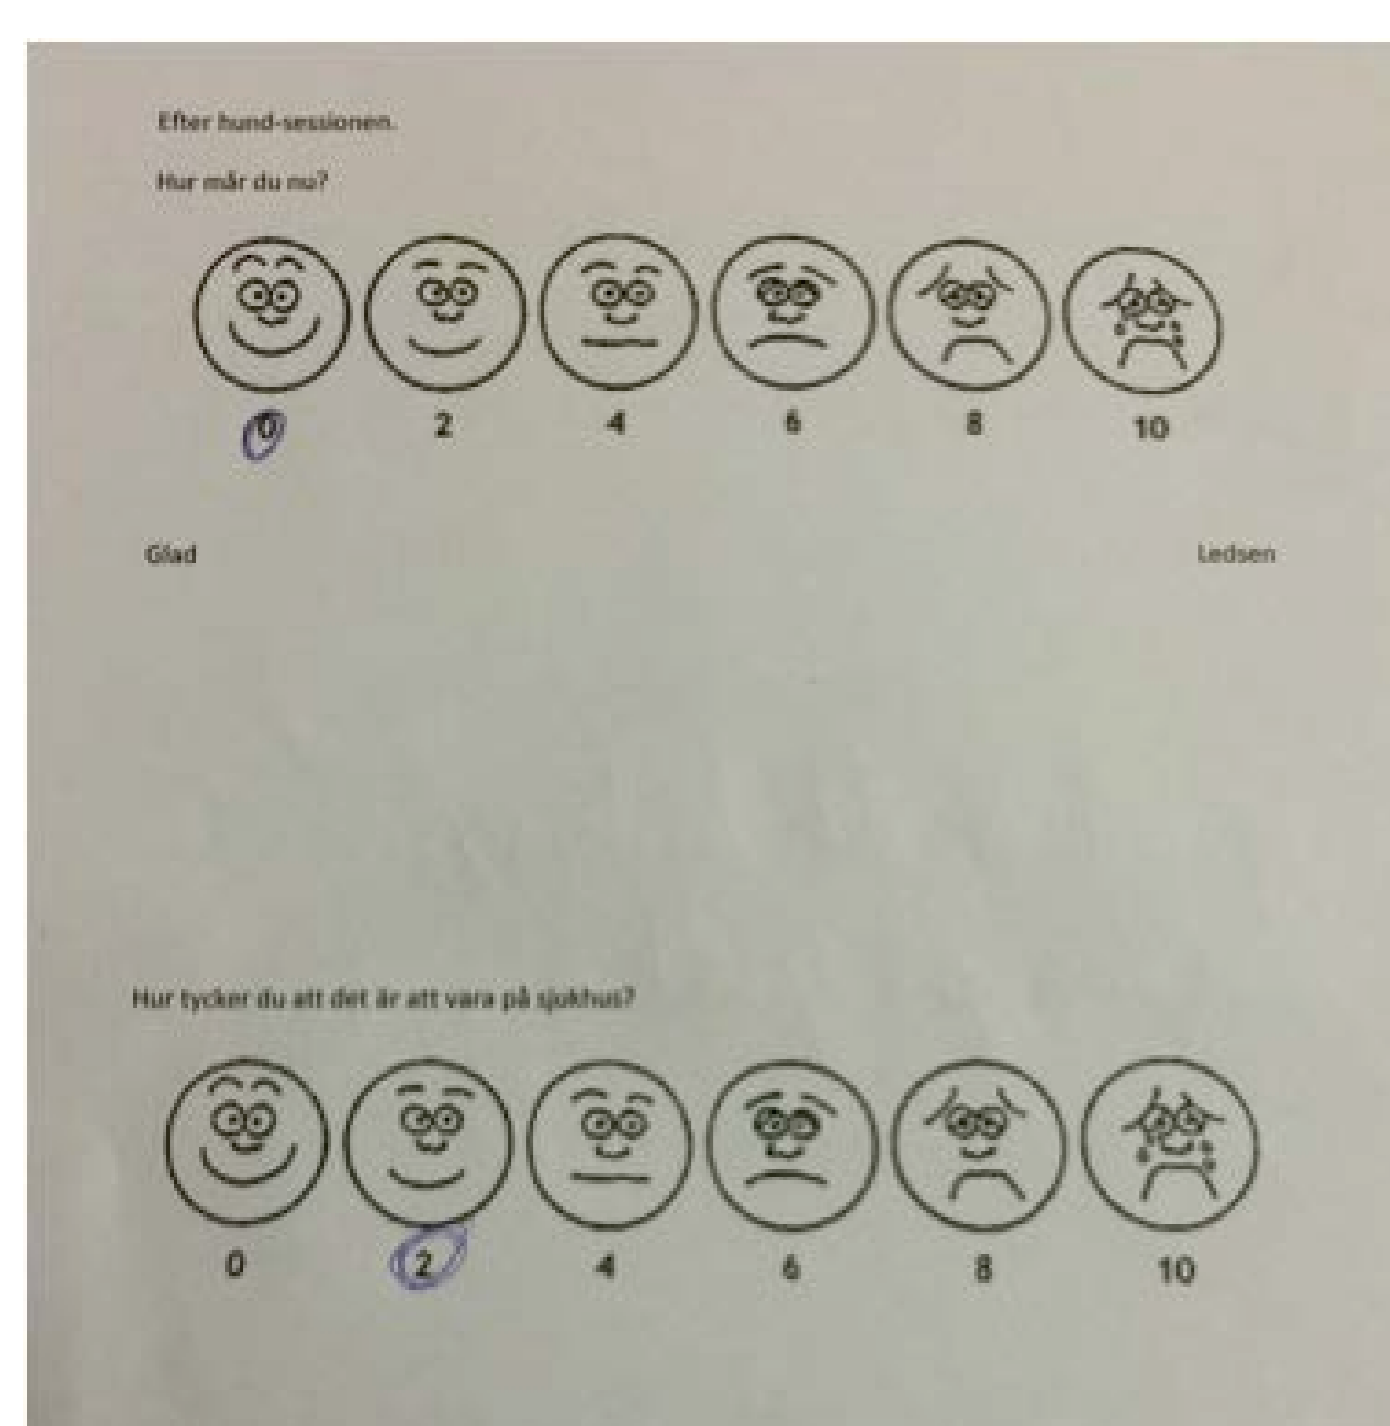 Efter hund-sessionen.
Hur mår du nu?
0 2 4 6 8 10
Glad Ledsen
Hur tycker du att det är att vara på sjukhus?
0 2 4 6 8 10